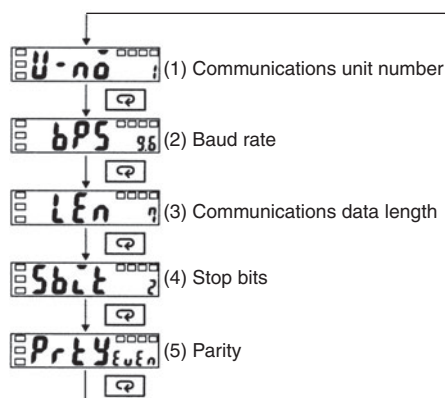 U-no 1 (1) Communications unit number
bPS 9.6 (2) Baud rate
LEn 7 (3) Communications data length
Sbit 2 (4) Stop bits
PrtY EuEn (5) Parity